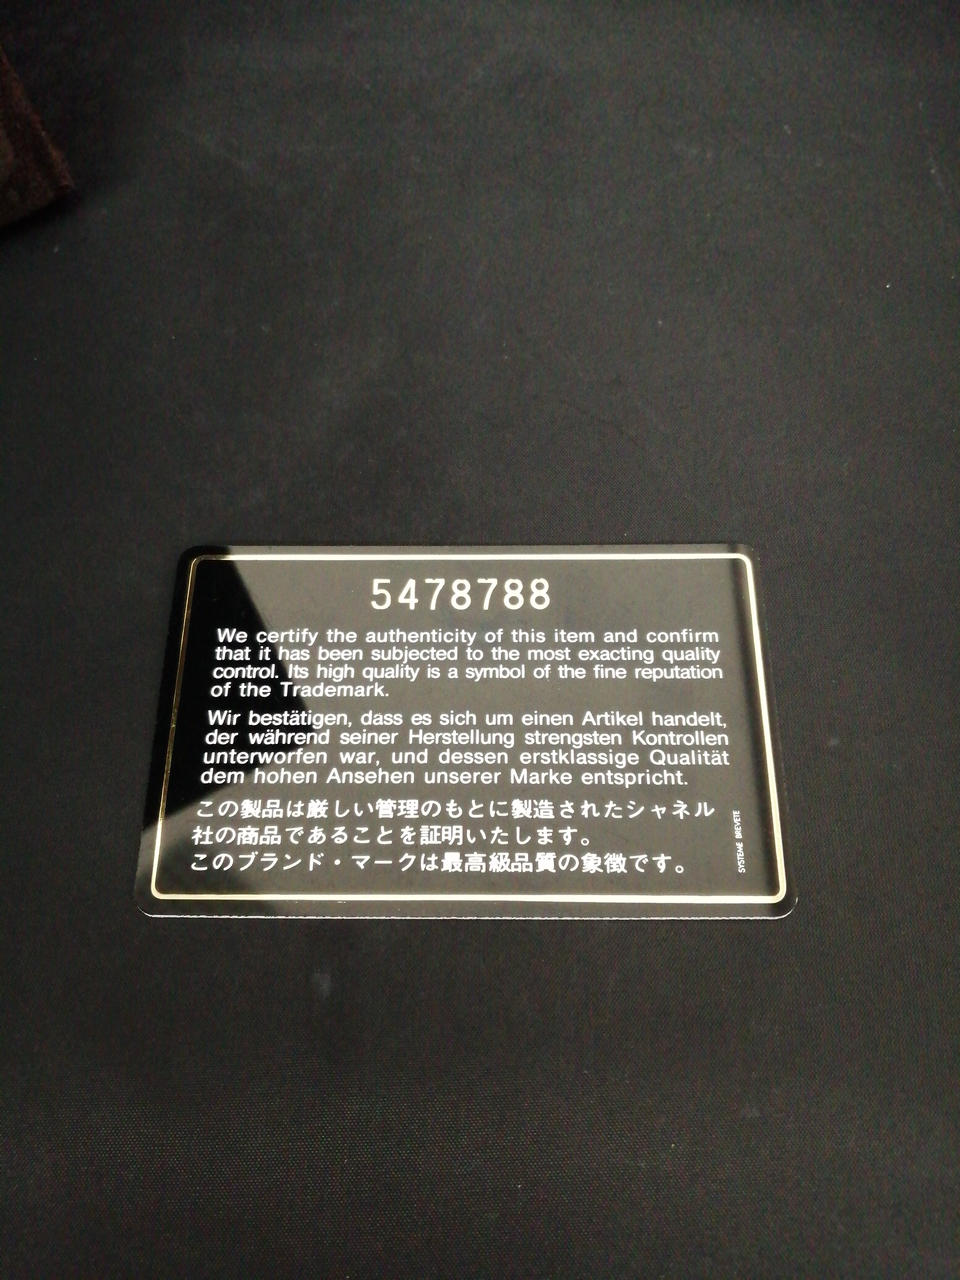 5478788
We certify the authenticity of this item and confirm
that it has been subjected to the most exacting quality
control. Its high quality is a symbol of the fine reputation
of the Trademark.
Wir bestätigen, dass es sich um einen Artikel handelt,
der während seiner Herstellung strengsten Kontrollen
unterworfen war, und dessen erstklassige Qualität
dem hohen Ansehen unserer Marke entspricht.
この製品は厳しい管理のもとに製造されたシャネル
社の商品であることを証明いたします。
このブランド・マークは最高級品質の象徴です。
SYSTEME BREVETE